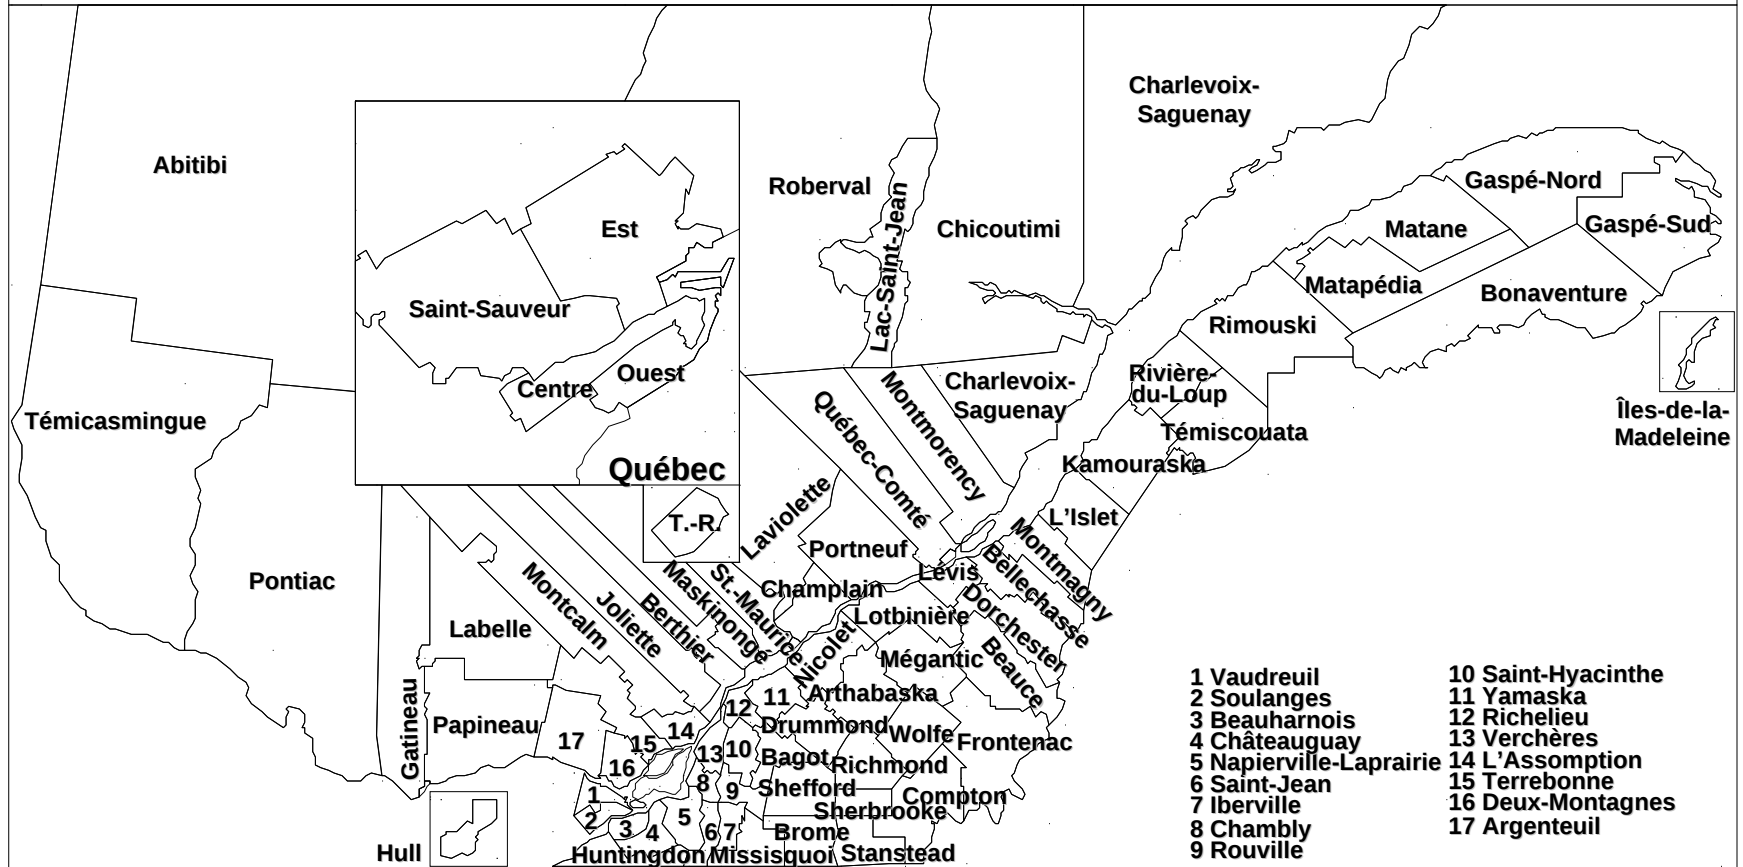 Charlevoix-
Saguenay
Abitibi
Roberval
Lac-Saint-Jean
Chicoutimi
Gaspé-Nord
Matane
Gaspé-Sud
Matapédia
Bonaventure
Rimouski
Est
Saint-Sauveur
Centre
Ouest
Québec
Témicasmingue
Québec-Comté
Montmorency
Charlevoix-
Saguenay
Rivière-
du-Loup
Témiscouata
Îles-de-la-
Madeleine
Kamouraska
L'Islet
Montmagny
T.-R.
Laviolette
Portneuf
Champlain
Lévis
Bellechasse
Dorchester
Pontiac
Labelle
Montcalm
Joliette
Berthier
Maskinongé
St.-Maurice
Nicolet
Lotbinière
Mégantic
Beauce
Gatineau
Papineau
17
16
15
14
13
12
11
10
Arthabaska
Drummond
Wolfe
Frontenac
Bagot
Richmond
Shefford
Sherbrooke
Compton
1
2
3
4
5
6
7
8
9
Brome
Hull
Huntingdon
Missisquoi
Stanstead
1 Vaudreuil
2 Soulanges
3 Beauharnois
4 Châteauguay
5 Napierville-Laprairie
6 Saint-Jean
7 Iberville
8 Chambly
9 Rouville
10 Saint-Hyacinthe
11 Yamaska
12 Richelieu
13 Verchères
14 L'Assomption
15 Terrebonne
16 Deux-Montagnes
17 Argenteuil